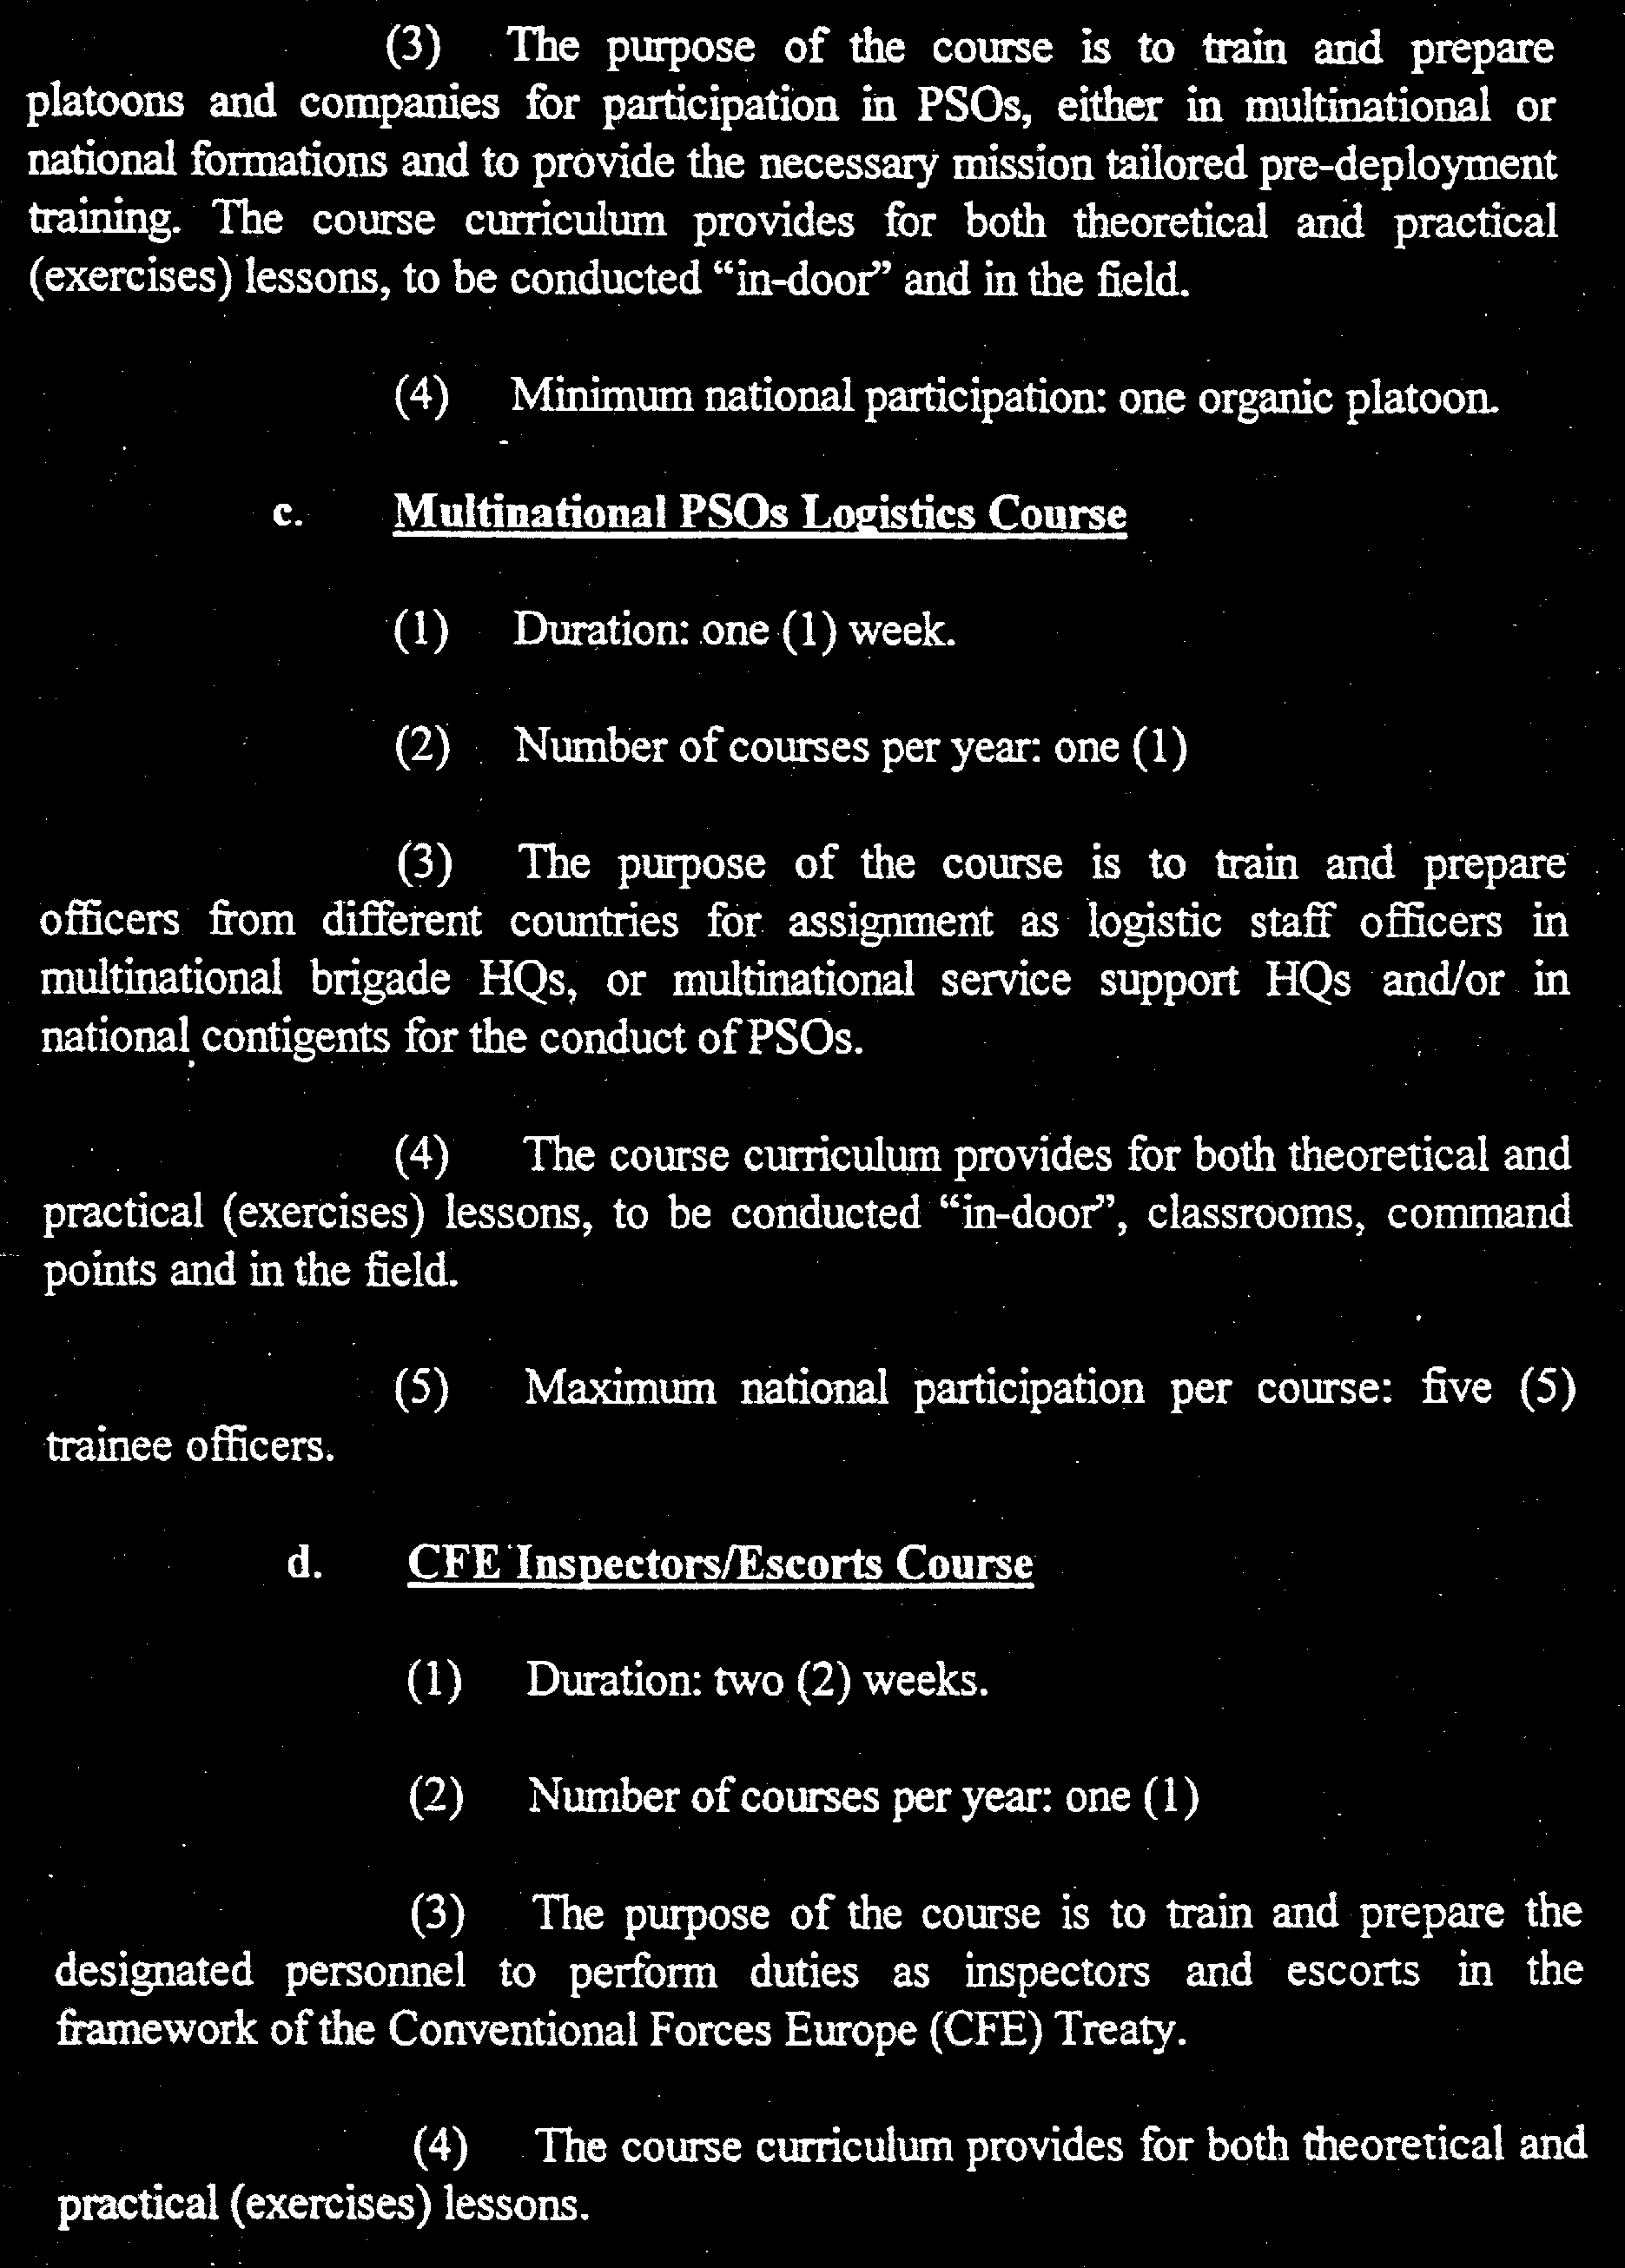 (3) The purpose of the course is to train and prepare
platoons and companies for participation in PSOs, either in multinational or
national formations and to provide the necessary mission tailored pre-deployment
training. The course curriculum provides for both theoretical and practical
(exercises) lessons, to be conducted “in-door” and in the field.
(4) Minimum national participation: one organic platoon.
c. Multinational PSOs Logistics Course
(1) Duration: one (1) week.
(2) Number of courses per year: one (1)
(3) The purpose of the course is to train and prepare
officers from different countries for assignment as logistic staff officers in
multinational brigade HQs, or multinational service support HQs and/or in
national contigents for the conduct of PSOs.
(4) The course curriculum provides for both theoretical and
practical (exercises) lessons, to be conducted “in-door”, classrooms, command
points and in the field.
(5) Maximum national participation per course: five (5)
trainee officers.
d. CFE Inspectors/Escorts Course
(1) Duration: two (2) weeks.
(2) Number of courses per year: one (1)
(3) The purpose of the course is to train and prepare the
designated personnel to perform duties as inspectors and escorts in the
framework of the Conventional Forces Europe (CFE) Treaty.
(4) The course curriculum provides for both theoretical and
practical (exercises) lessons.